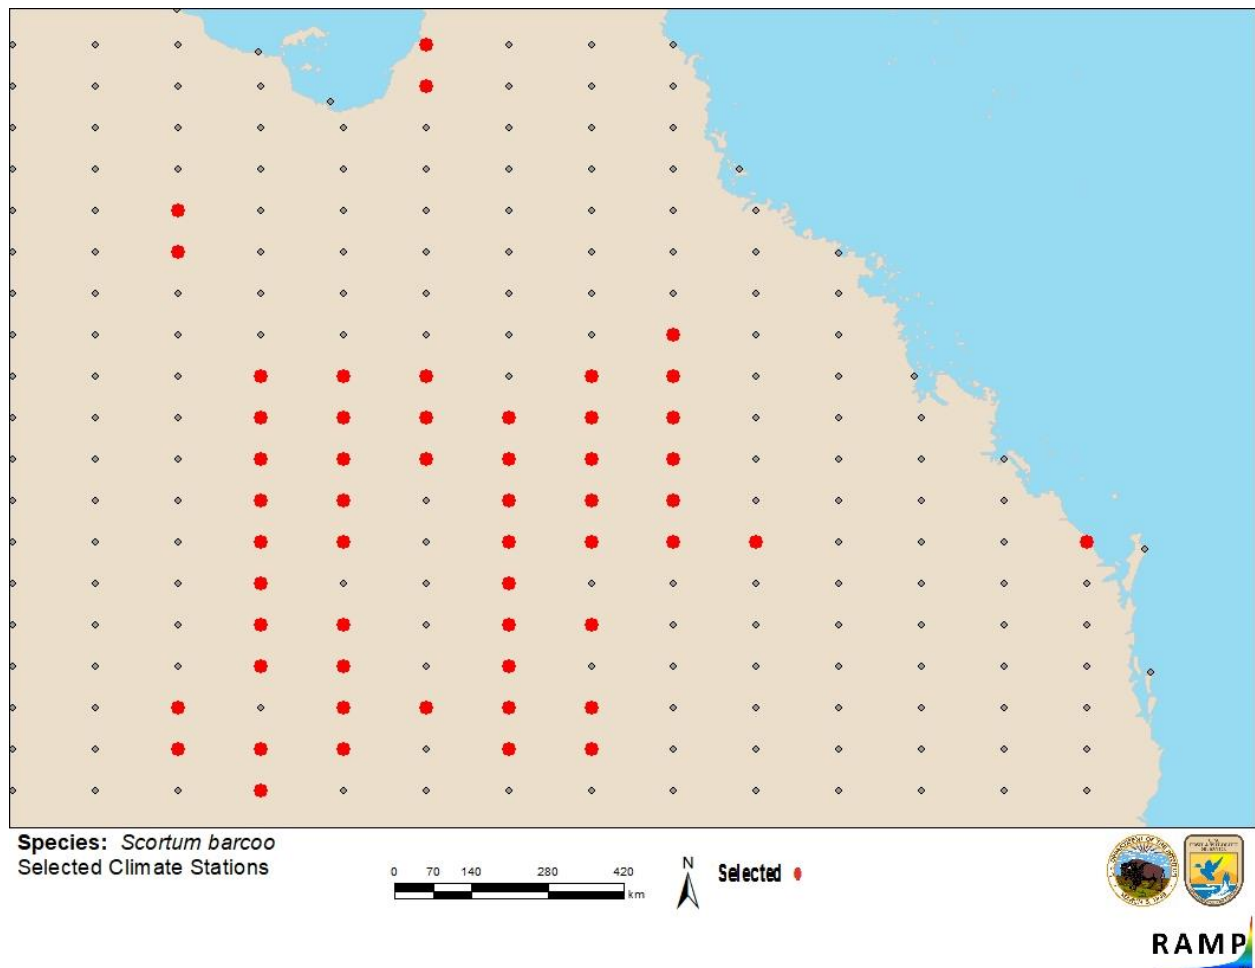 Species: Scortum barcoo
Selected Climate Stations
0 70 140 280 420
km
N
Selected
RAMP